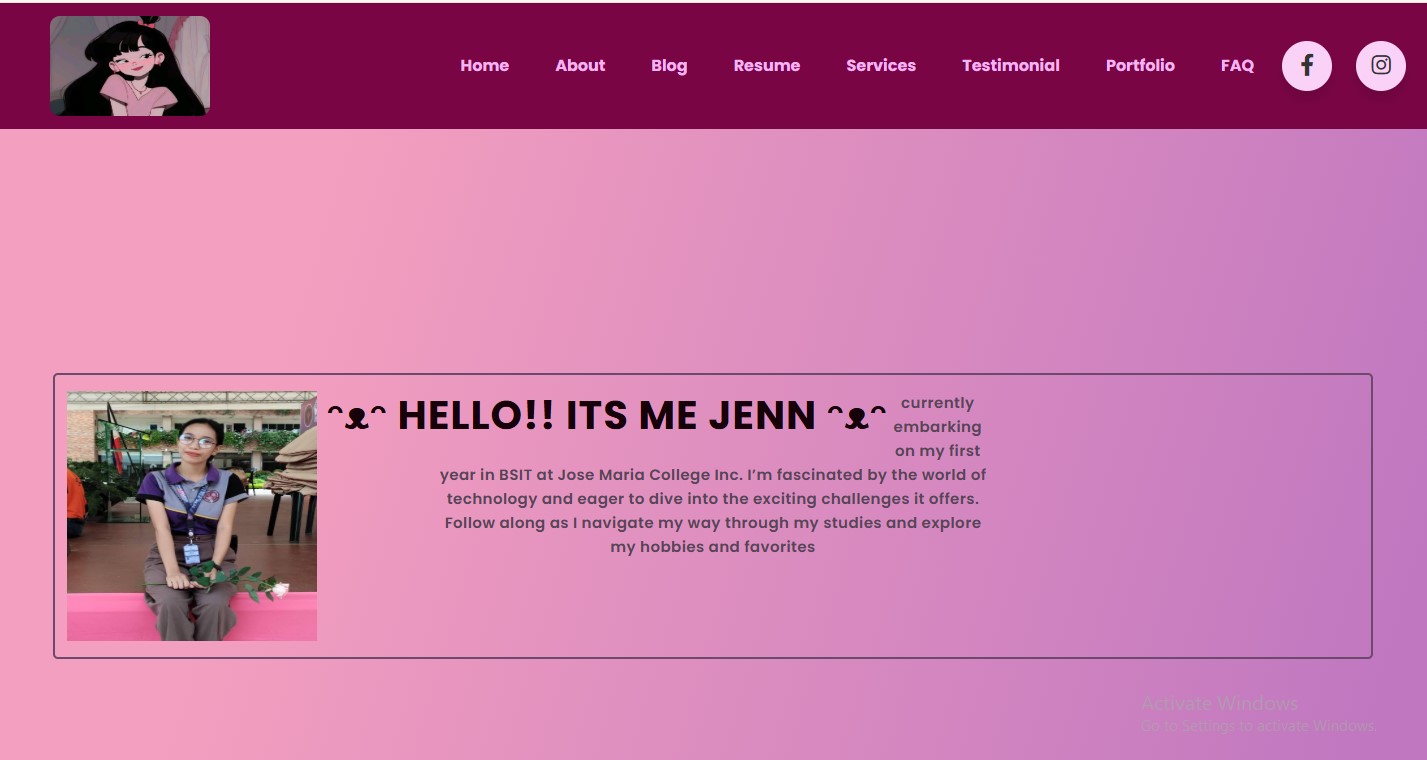 Home About Blog Resume Services Testimonial Portfolio FAQ
ᵔᴥᵔ HELLO!! ITS ME JENN ᵔᴥᵔ
currently
embarking
on my first
year in BSIT at Jose Maria College Inc. I’m fascinated by the world of
technology and eager to dive into the exciting challenges it offers.
Follow along as I navigate my way through my studies and explore
my hobbies and favorites
Activate Windows
Go to Settings to activate Windows.